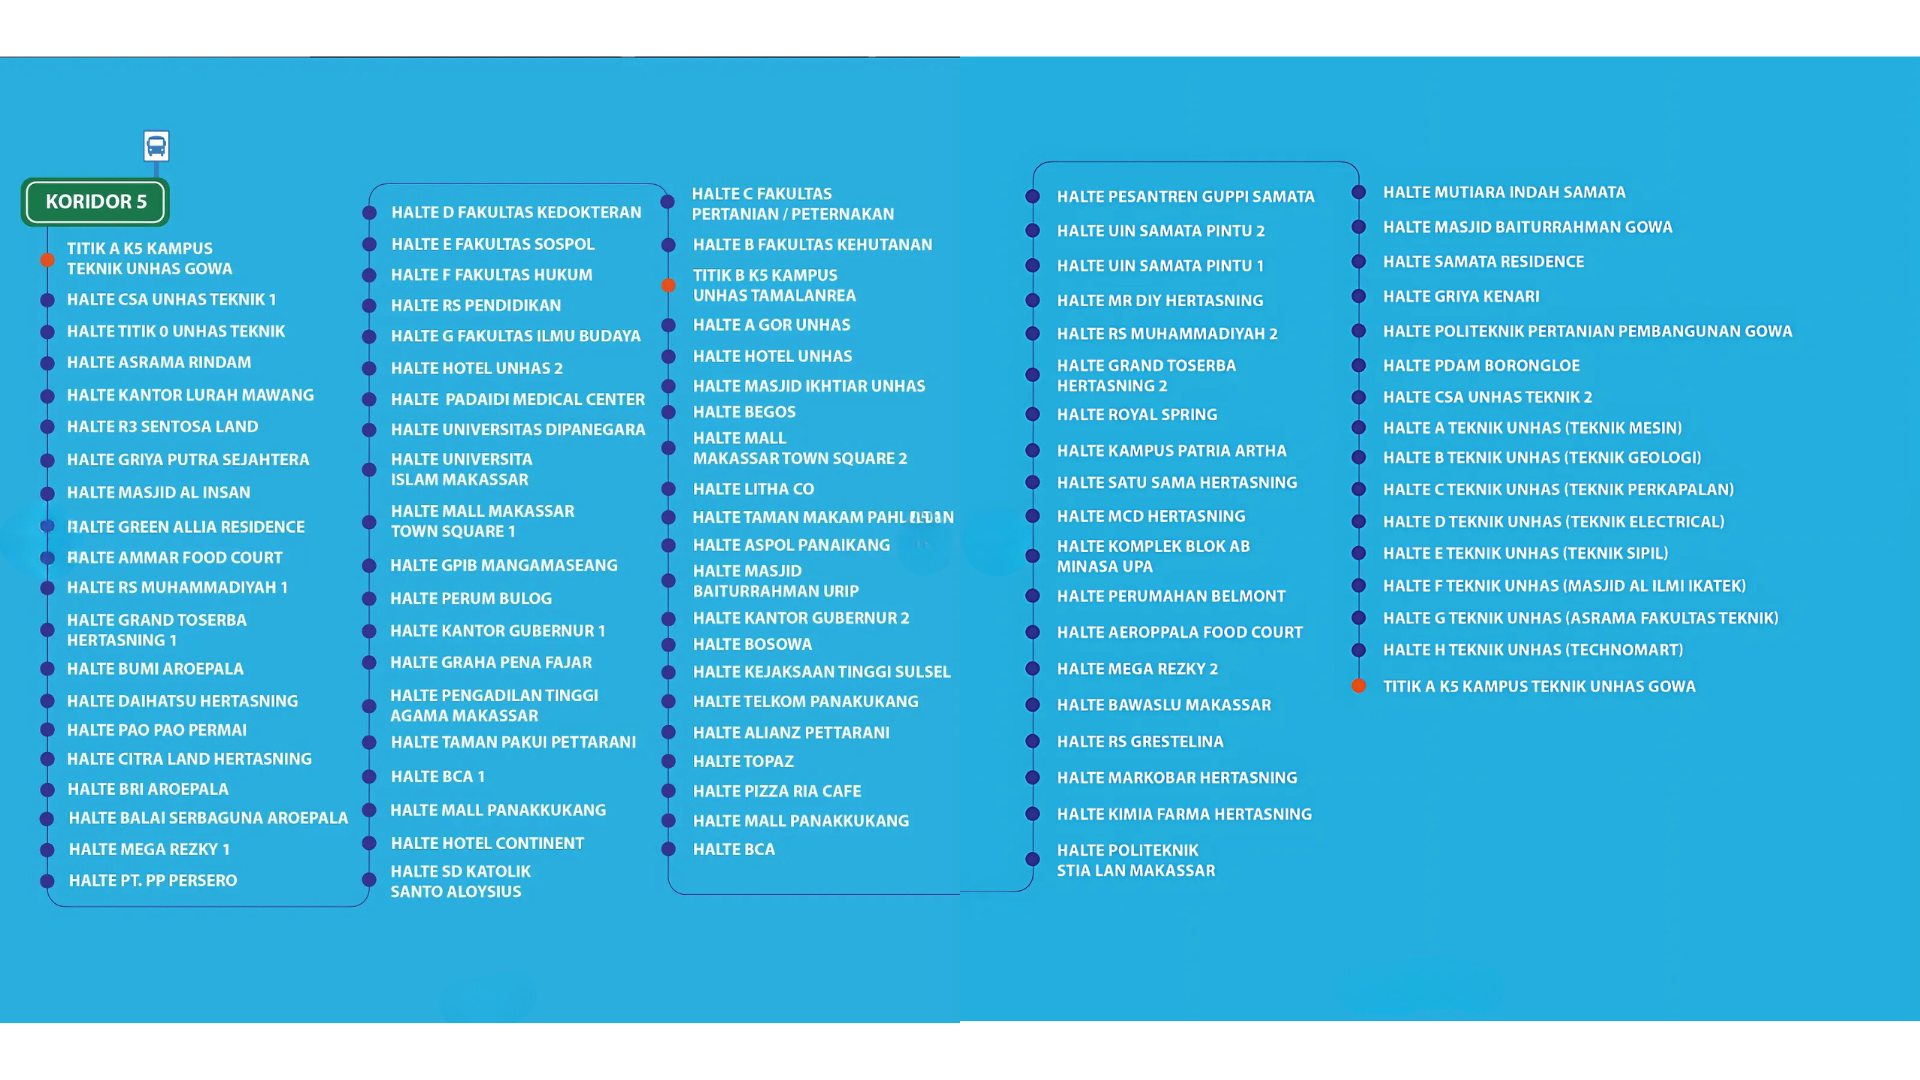 KORIDOR 5
TITIK A K5 KAMPUS
TEKNIK UNHAS GOWA
HALTE CSA UNHAS TEKNIK 1
HALTE TITIK 0 UNHAS TEKNIK
HALTE ASRAMA RINDAM
HALTE KANTOR LURAH MAWANG
HALTE R3 SENTOSA LAND
HALTE GRIYA PUTRA SEJAHTERA
HALTE MASJID AL INSAN
HALTE GREEN ALLIA RESIDENCE
HALTE AMMAR FOOD COURT
HALTE RS MUHAMMADIYAH 1
HALTE GRAND TOSERBA
HERTASNING 1
HALTE BUMI AROEPALA
HALTE DAIHATSU HERTASNING
HALTE PAO PAO PERMAI
HALTE CITRA LAND HERTASNING
HALTE BRI AROEPALA
HALTE BALAI SERBAGUNA AROEPALA
HALTE MEGA REZKY 1
HALTE PT. PP PERSERO
HALTE D FAKULTAS KEDOKTERAN
HALTE E FAKULTAS SOSPOL
HALTE F FAKULTAS HUKUM
HALTE RS PENDIDIKAN
HALTE G FAKULTAS ILMU BUDAYA
HALTE HOTEL UNHAS 2
HALTE PADAIDI MEDICAL CENTER
HALTE UNIVERSITAS DIPANEGARA
HALTE UNIVERSITA
ISLAM MAKASSAR
HALTE MALL MAKASSAR
TOWN SQUARE 1
HALTE GPIB MANGAMASEANG
HALTE PERUM BULOG
HALTE KANTOR GUBERNUR 1
HALTE GRAHA PENA FAJAR
HALTE PENGADILAN TINGGI
AGAMA MAKASSAR
HALTE TAMAN PAKUI PETTARANI
HALTE BCA 1
HALTE MALL PANAKKUKANG
HALTE HOTEL CONTINENT
HALTE SD KATOLIK
SANTO ALOYSIUS
HALTE C FAKULTAS
PERTANIAN / PETERNAKAN
HALTE B FAKULTAS KEHUTANAN
TITIK B K5 KAMPUS
UNHAS TAMALANREA
HALTE A GOR UNHAS
HALTE HOTEL UNHAS
HALTE MASJID IKHTIAR UNHAS
HALTE BEGOS
HALTE MALL
MAKASSAR TOWN SQUARE 2
HALTE LITHA CO
HALTE TAMAN MAKAM
HALTE ASPOL PANAIKANG
HALTE MASJID
BAITURRAHMAN URIP
HALTE KANTOR GUBERNUR 2
HALTE BOSOWA
HALTE KEJAKSAAN TINGGI SULSEL
HALTE TELKOM PANAKUKANG
HALTE ALIANZ PETTARANI
HALTE TOPAZ
HALTE PIZZA RIA CAFE
HALTE MALL PANAKKUKANG
HALTE BCA
HALTE PESANTREN GUPPI SAMATA
HALTE UIN SAMATA PINTU 2
HALTE UIN SAMATA PINTU 1
HALTE MR DIY HERTASNING
HALTE RS MUHAMMADIYAH 2
HALTE GRAND TOSERBA
HERTASNING 2
HALTE ROYAL SPRING
HALTE KAMPUS PATRIA ARTHA
HALTE SATU SAMA HERTASNING
HALTE MCD HERTASNING
HALTE KOMPLEK BLOK AB
MINASA UPA
HALTE PERUMAHAN BELMONT
HALTE AEROPPALA FOOD COURT
HALTE MEGA REZKY 2
HALTE BAWASLU MAKASSAR
HALTE RS GRESTELINA
HALTE MARKOBAR HERTASNING
HALTE KIMIA FARMA HERTASNING
HALTE POLITEKNIK
STIA LAN MAKASSAR
HALTE MUTIARA INDAH SAMATA
HALTE MASJID BAITURRAHMAN GOWA
HALTE SAMATA RESIDENCE
HALTE GRIYA KENARI
HALTE POLITEKNIK PERTANIAN PEMBANGUNAN GOWA
HALTE PDAM BORONGLOE
HALTE CSA UNHAS TEKNIK 2
HALTE A TEKNIK UNHAS (TEKNIK MESIN)
HALTE B TEKNIK UNHAS (TEKNIK GEOLOGI)
HALTE C TEKNIK UNHAS (TEKNIK PERKAPALAN)
HALTE D TEKNIK UNHAS (TEKNIK ELECTRICAL)
HALTE E TEKNIK UNHAS (TEKNIK SIPIL)
HALTE F TEKNIK UNHAS (MASJID AL ILMI IKATEK)
HALTE G TEKNIK UNHAS (ASRAMA FAKULTAS TEKNIK)
HALTE H TEKNIK UNHAS (TECHNOMART)
TITIK A K5 KAMPUS TEKNIK UNHAS GOWA